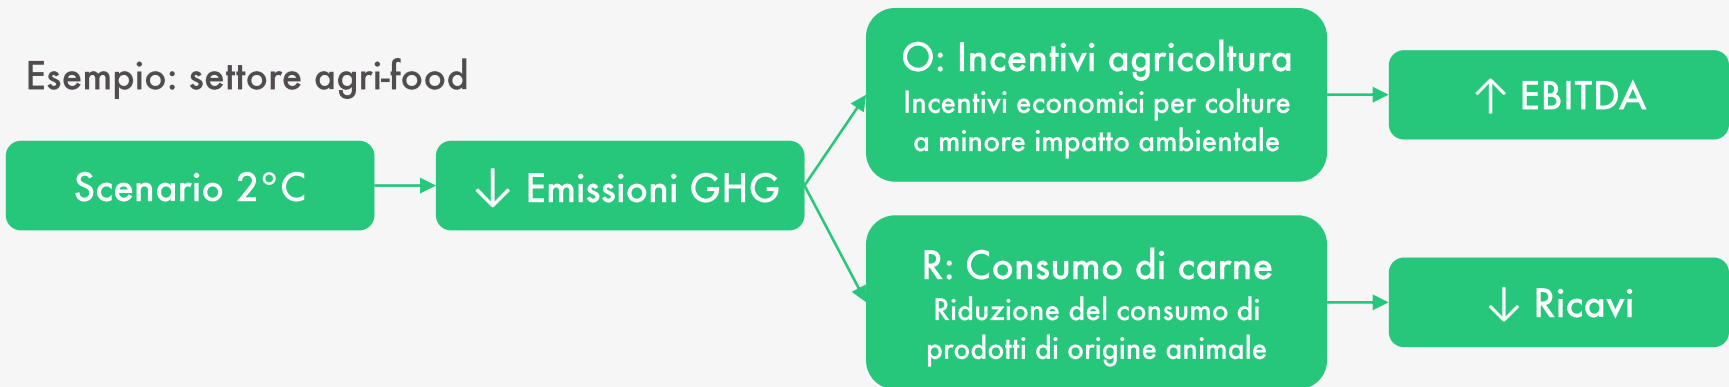 Esempio: settore agri-food
Scenario 2°C
↓ Emissioni GHG
O: Incentivi agricoltura
Incentivi economici per colture
a minore impatto ambientale
↑ EBITDA
R: Consumo di carne
Riduzione del consumo di
prodotti di origine animale
↓ Ricavi